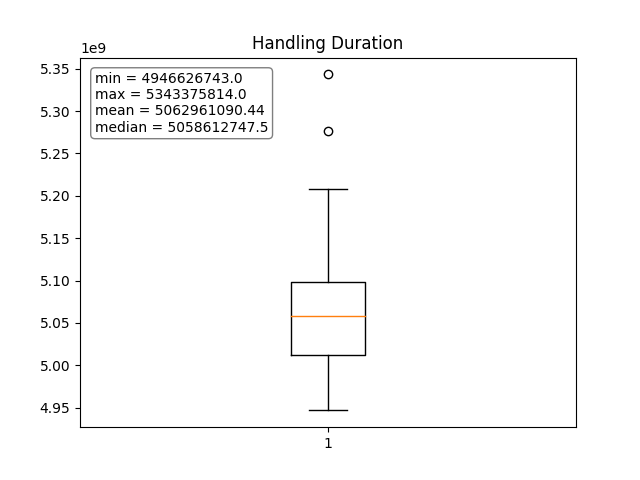 Handling Duration
1e9
min = 4946626743.0
max = 5343375814.0
mean = 5062961090.44
median = 5058612747.5
5.35
5.30
5.25
5.20
5.15
5.10
5.05
5.00
4.95
1